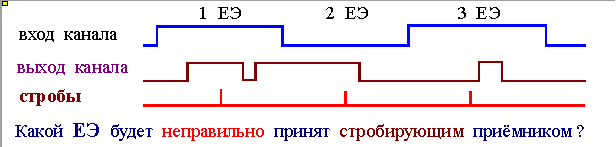 1 ЕЭ 2 ЕЭ 3 ЕЭ
вход канала
выход канала
стробы
Какой ЕЭ будет неправильно принят стробирующим приёмником ?